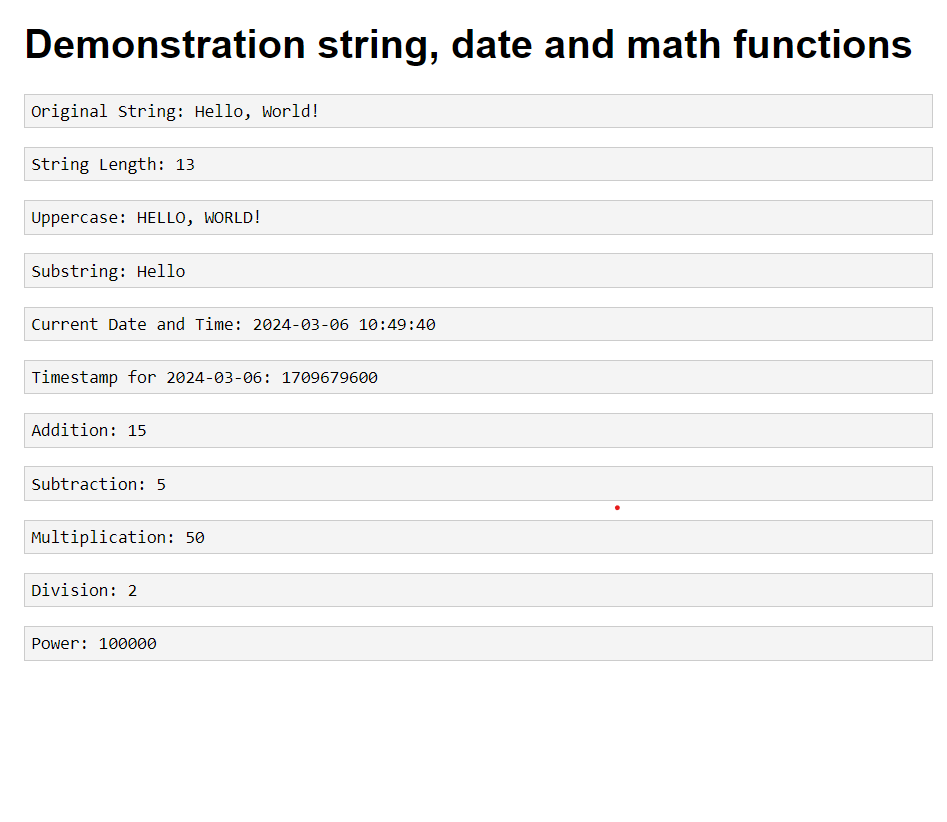 Demonstration string, date and math functions
Original String: Hello, World!
String Length: 13
Uppercase: HELLO, WORLD!
Substring: Hello
Current Date and Time: 2024-03-06 10:49:40
Timestamp for 2024-03-06: 1709679600
Addition: 15
Subtraction: 5
Multiplication: 50
Division: 2
Power: 100000